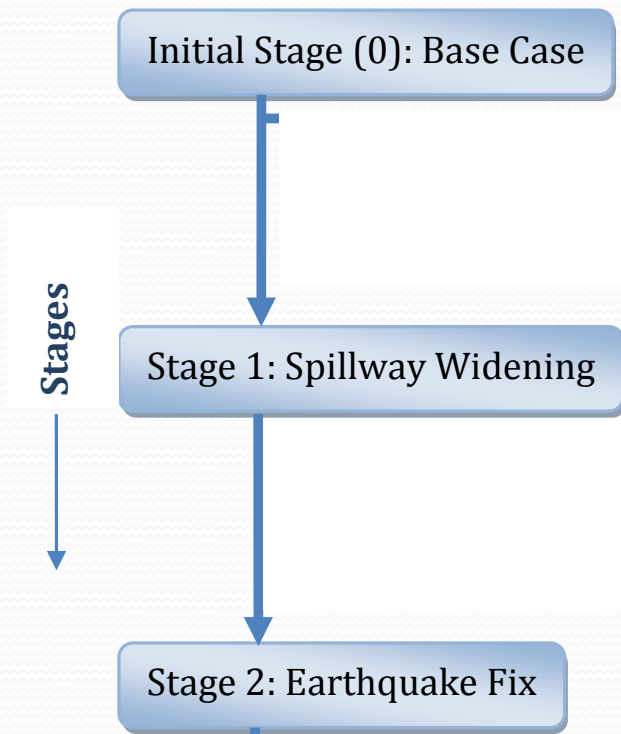 Initial Stage (0): Base Case
Stages
Stage 1: Spillway Widening
Stage 2: Earthquake Fix